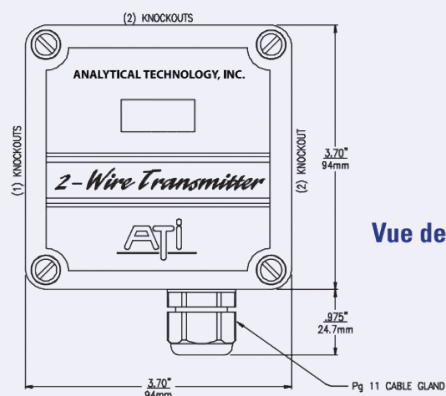 (2) KNOCKOUTS
ANALYTICAL TECHNOLOGY, INC.
(1) KNOCKOUTS
(2) KNOCKOUT
3.70"
94mm
2-Wire Transmitter
ATi
Vue de
.975"
24.7mm
3.70"
94mm
Pg 11 CABLE GLAND